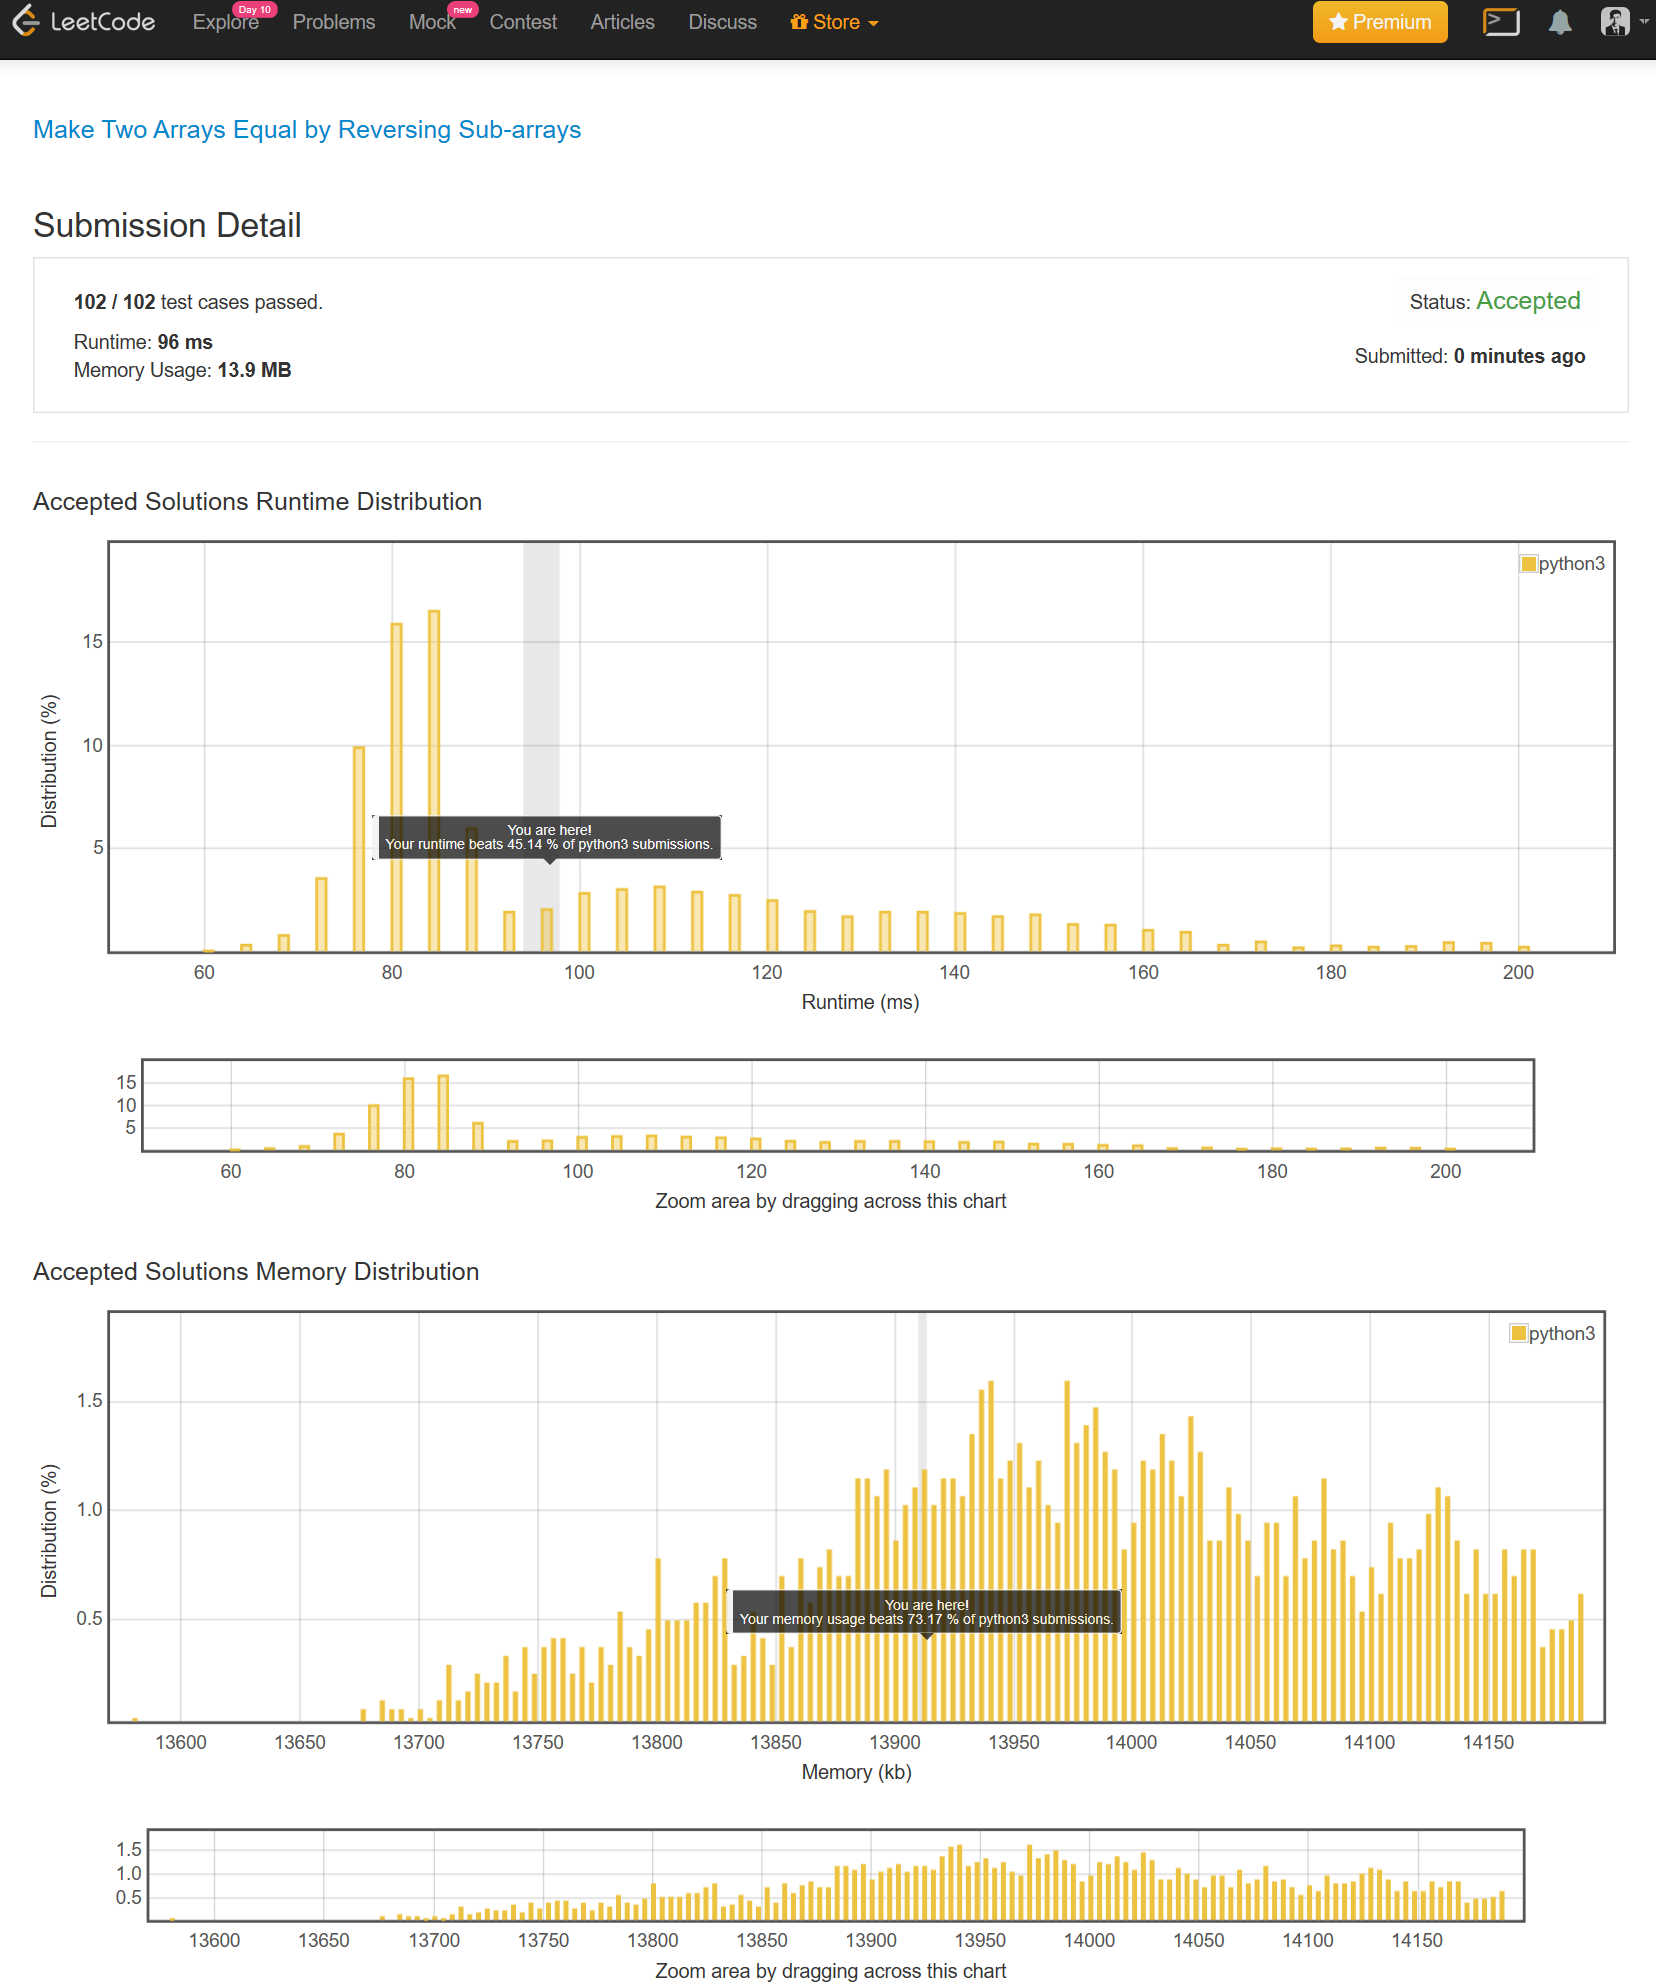 LeetCode
Explore
Day 10
Problems
Mock
new
Contest
Articles
Discuss
Store
Premium
Make Two Arrays Equal by Reversing Sub-arrays
Submission Detail
102 / 102 test cases passed.
Status: Accepted
Runtime: 96 ms
Submitted: 0 minutes ago
Memory Usage: 13.9 MB
Accepted Solutions Runtime Distribution
python3
15
10
5
Distribution (%)
You are here!
Your runtime beats 45.14 % of python3 submissions.
60 80 100 120 140 160 180 200
Runtime (ms)
15
10
5
60 80 100 120 140 160 180 200
Zoom area by dragging across this chart
Accepted Solutions Memory Distribution
python3
1.5
1.0
0.5
Distribution (%)
You are here!
Your memory usage beats 73.17 % of python3 submissions.
13600 13650 13700 13750 13800 13850 13900 13950 14000 14050 14100 14150
Memory (kb)
1.5
1.0
0.5
13600 13650 13700 13750 13800 13850 13900 13950 14000 14050 14100 14150
Zoom area by dragging across this chart